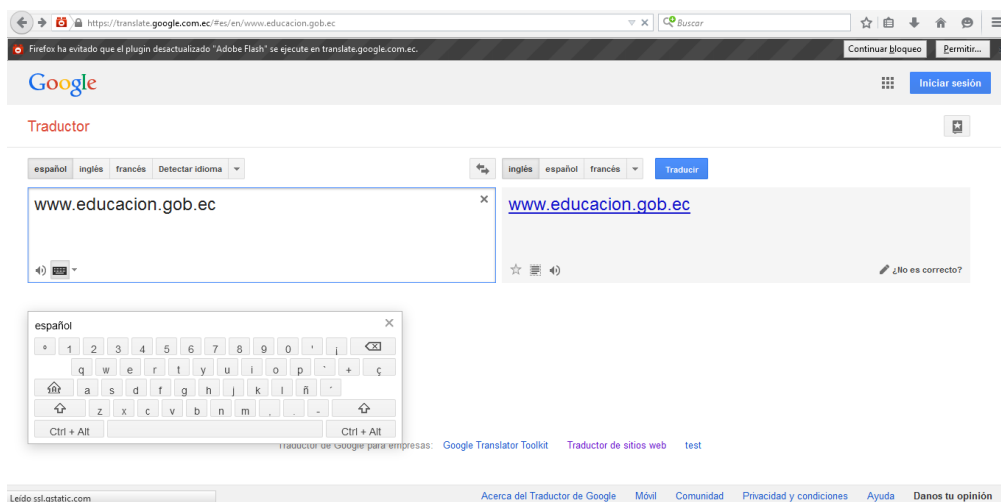 https://translate.google.com.ec/#es/en/www.educacion.gob.ec
Buscar
Firefox ha evitado que el plugin desactualizado "Adobe Flash" se ejecute en translate.google.com.ec.
Continuar bloqueo
Permitir...
Google
Iniciar sesión
Traductor
español inglés francés Detectar idioma
inglés español francés
Traducir
www.educacion.gob.ec
www.educacion.gob.ec
¿No es correcto?
español
º 1 2 3 4 5 6 7 8 9 0 ' ¡
q w e r t y u i o p ` + ç
a s d f g h j k l ñ ´
z x c v b n m , . -
Ctrl + Alt
Ctrl + Alt
Traductor de Google para empresas: Google Translator Toolkit Traductor de sitios web test
Leído ssl.gstatic.com
Acerca del Traductor de Google Móvil Comunidad Privacidad y condiciones Ayuda Danos tu opinión